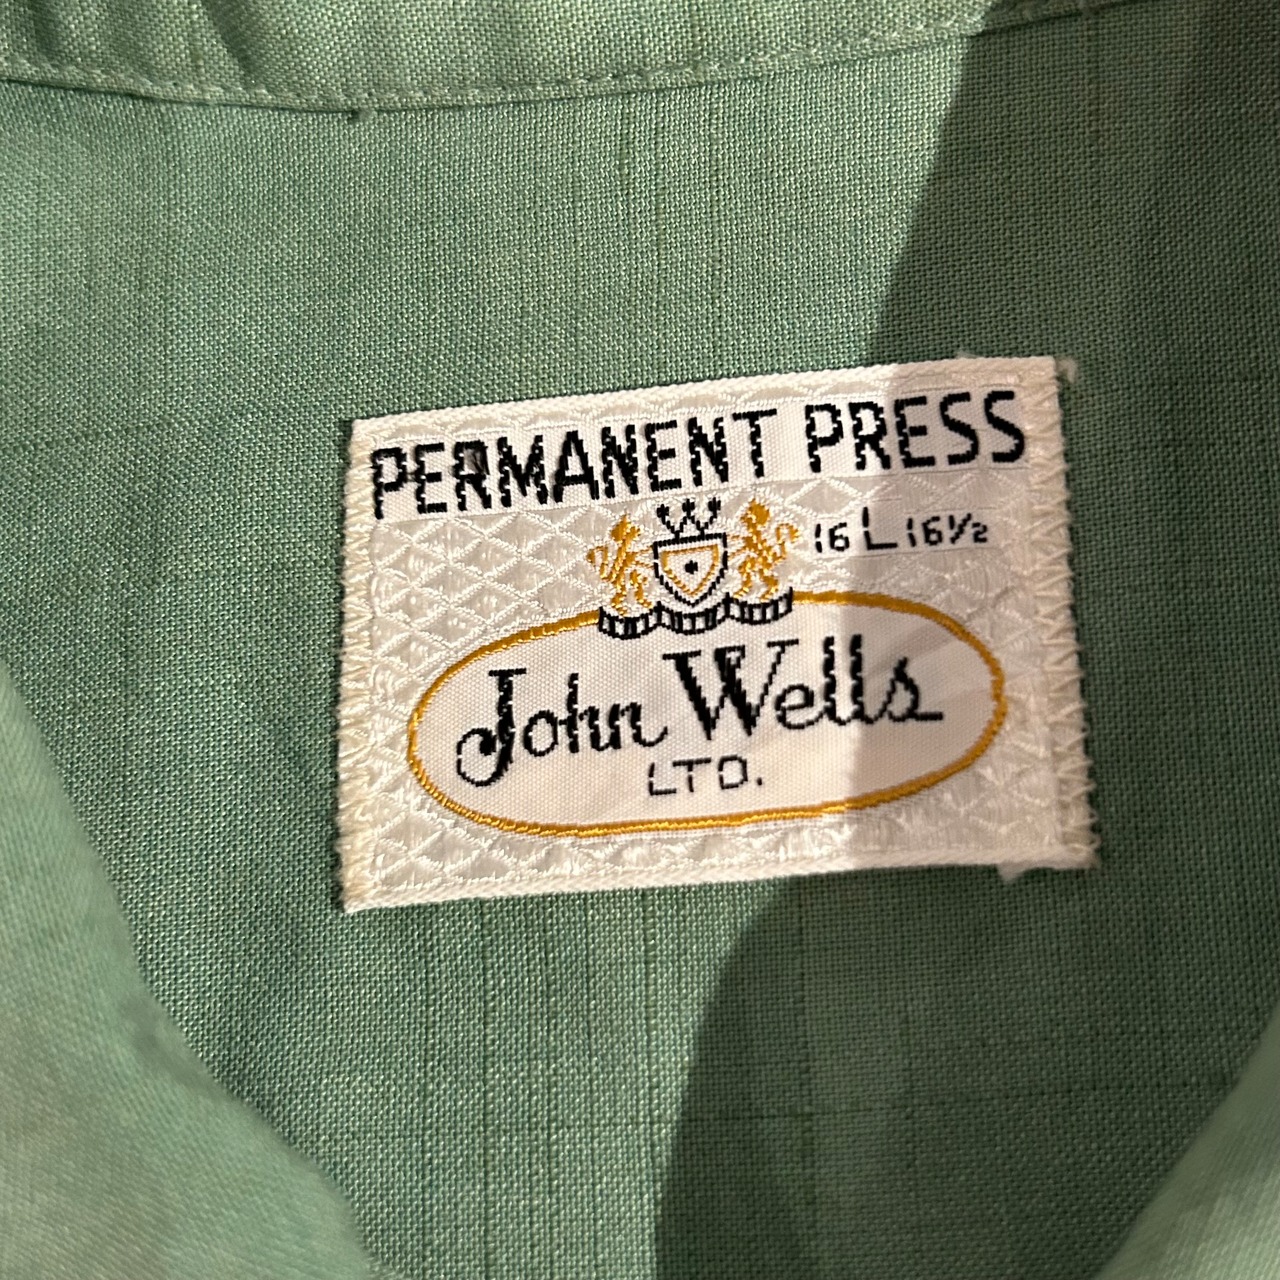 PERMANENT PRESS
16 L 16½
John Wells
LTD.